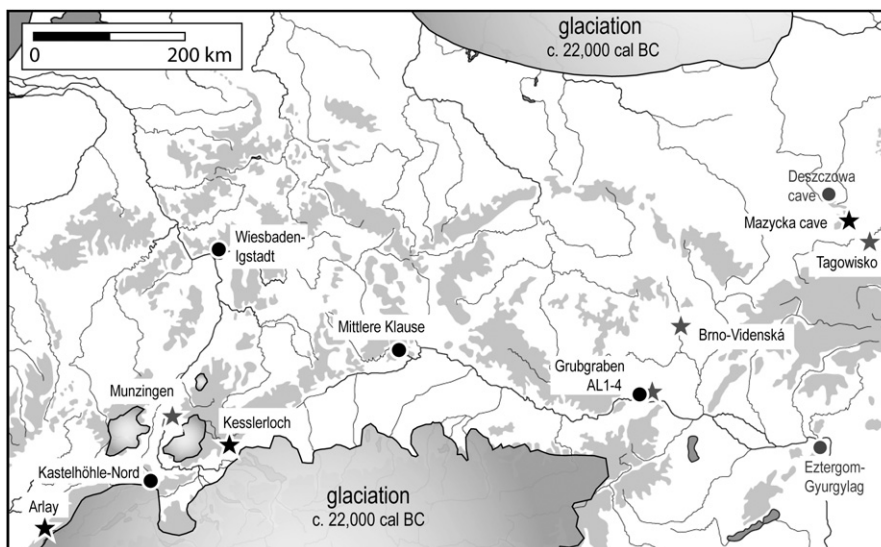 glaciation
c. 22,000 cal BC
0
200 km
Deszczowa
cave
Mazycka cave
Tagowisko
Wiesbaden-
Igstadt
Mittlere Klause
Brno-Videnská
Grubgraben
AL1-4
Munzingen
Kesslerloch
Kastelhöhle-Nord
Eztergom-
Gyurgylag
glaciation
c. 22,000 cal BC
Arlay